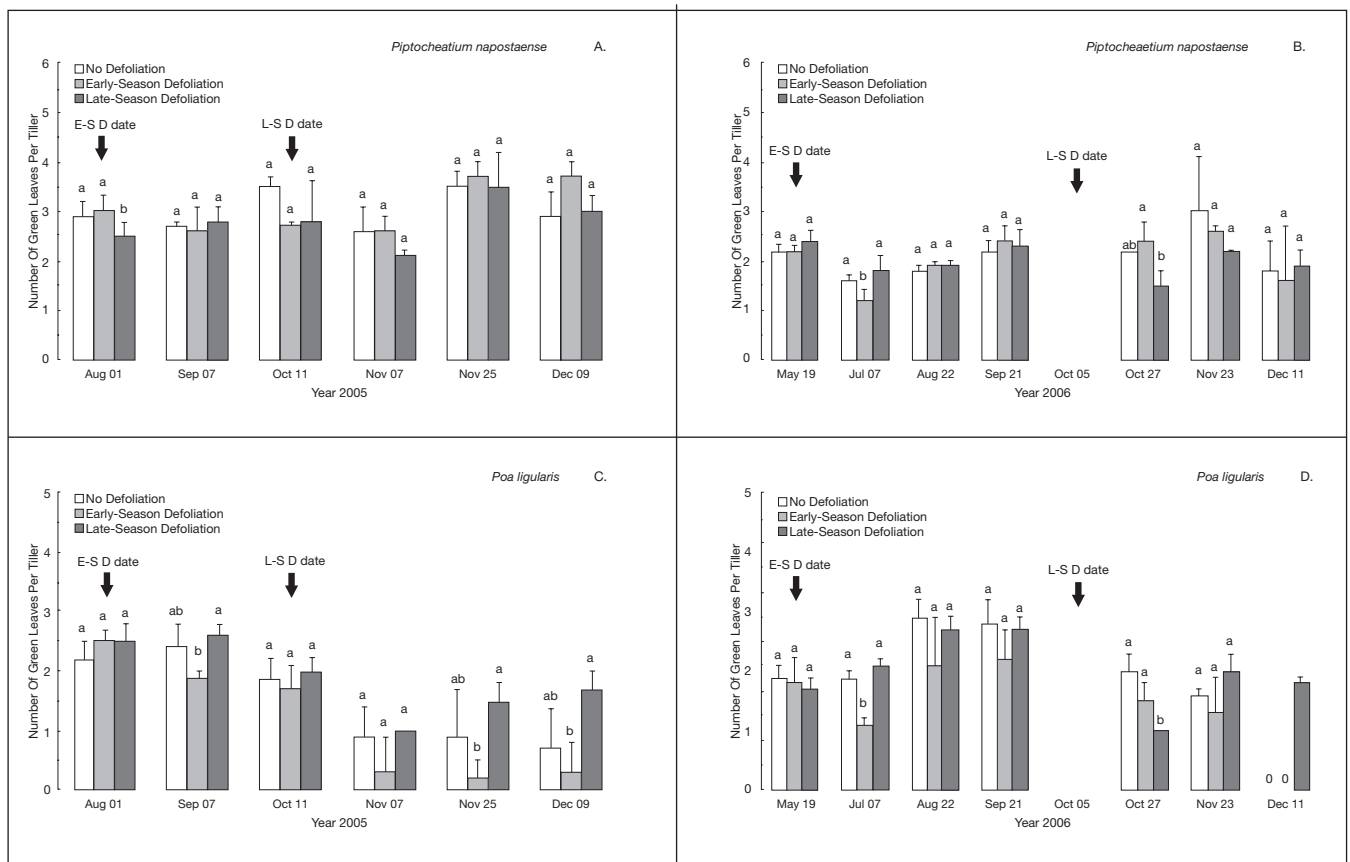 Piptocheatium napostaense A.
6
No Defoliation
Early-Season Defoliation
5
Late-Season Defoliation
E-S D date L-S D date
4
a a a a a a a a
a a b a a a a a a a a a a
3
2
1
0
Number Of Green Leaves Per Tiller
Aug 01 Sep 07 Oct 11 Nov 07 Nov 25 Dec 09
Year 2005
Piptocheaetium napostaense B.
6
No Defoliation
Early-Season Defoliation
Late-Season Defoliation
5
E-S D date L-S D date
4
a a a a b a a a a a a a ab a b a a a a a a
3
2
1
0
Number Of Green Leaves Per Tiller
May 19 Jul 07 Aug 22 Sep 21 Oct 05 Oct 27 Nov 23 Dec 11
Year 2006
Poa ligularis C.
5
No Defoliation
Early-Season Defoliation
Late-Season Defoliation
4
E-S D date L-S D date
3
a a a ab b a a a a a a a ab b a ab b a
2
1
0
Number Of Green Leaves Per Tiller
Aug 01 Sep 07 Oct 11 Nov 07 Nov 25 Dec 09
Year 2005
Poa ligularis D.
5
No Defoliation
Early-Season Defoliation
Late-Season Defoliation
4
E-S D date L-S D date
3
a a a a b a a a a a a a a a b a a a 0 0
2
1
0
Number Of Green Leaves Per Tiller
May 19 Jul 07 Aug 22 Sep 21 Oct 05 Oct 27 Nov 23 Dec 11
Year 2006